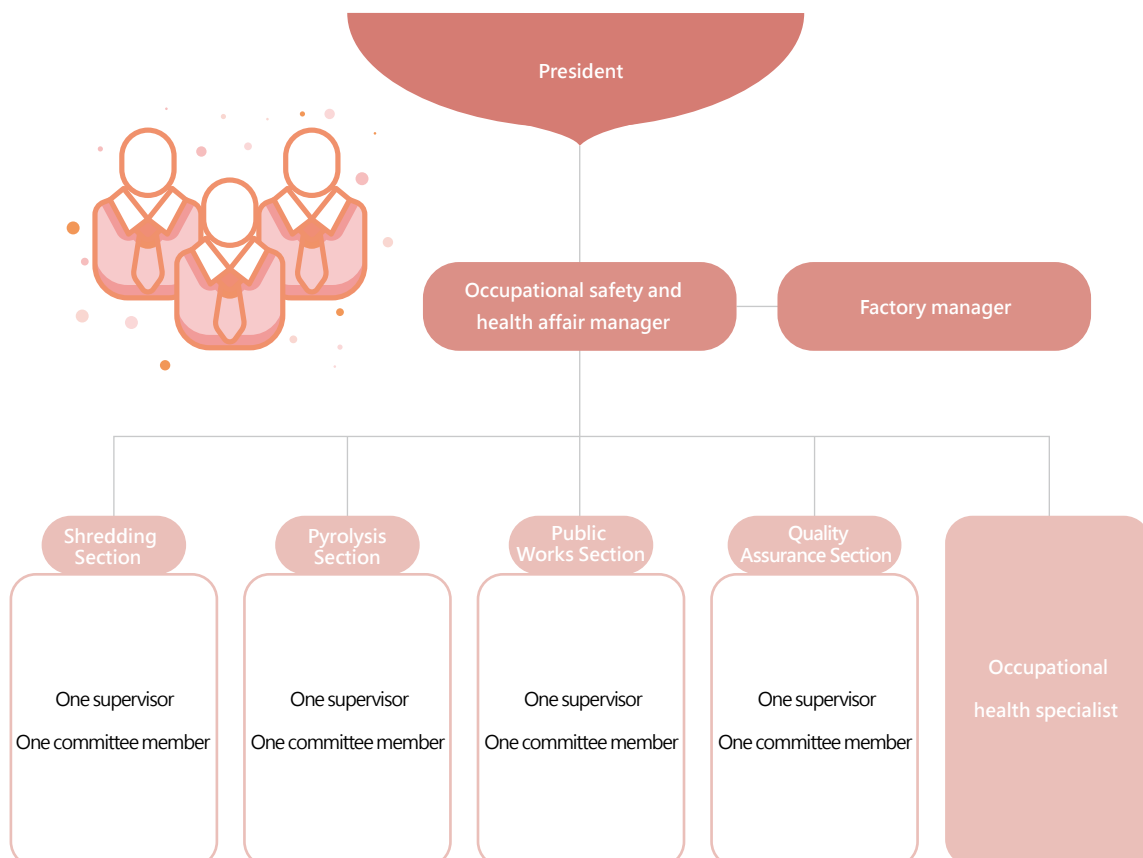 President
Occupational safety and
health affair manager
Factory manager
Shredding
Section
One supervisor
One committee member
Pyrolysis
Section
One supervisor
One committee member
Public
Works Section
One supervisor
One committee member
Quality
Assurance Section
One supervisor
One committee member
Occupational
health specialist